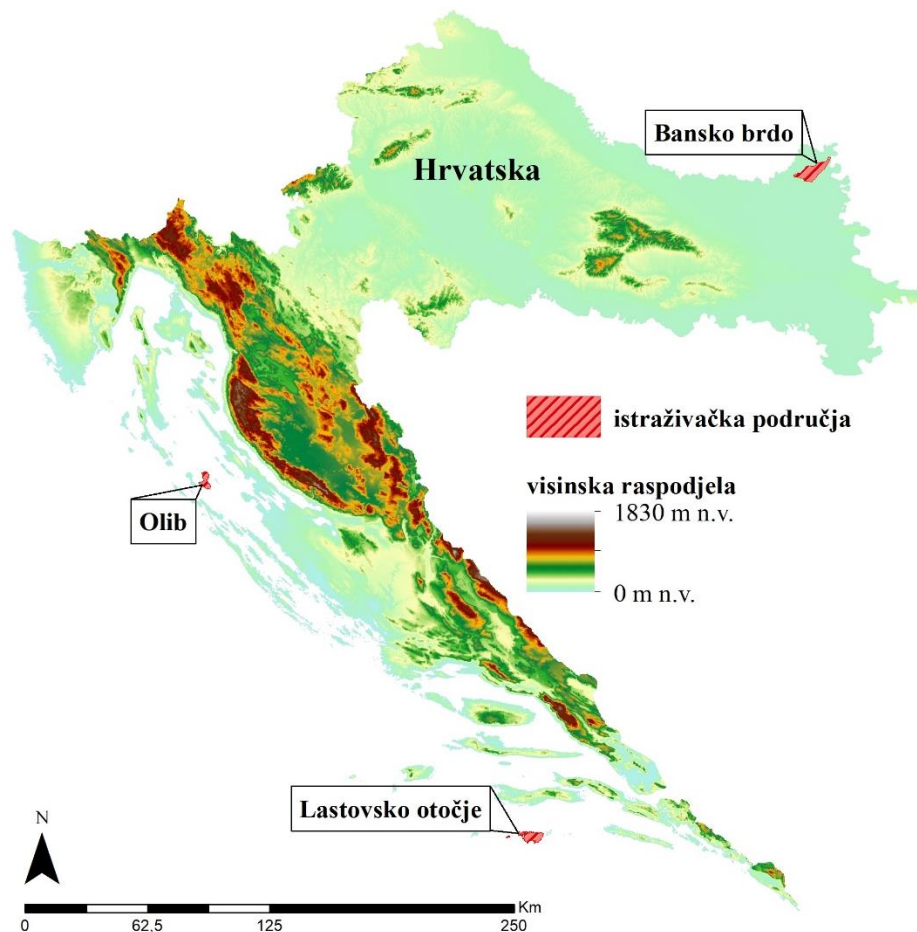 Bansko brdo
Hrvatska
istraživačka područja
visinska raspodjela
1830 m n.v.
0 m n.v.
Olib
Lastovsko otočje
N
Km
0 62.5 125 250